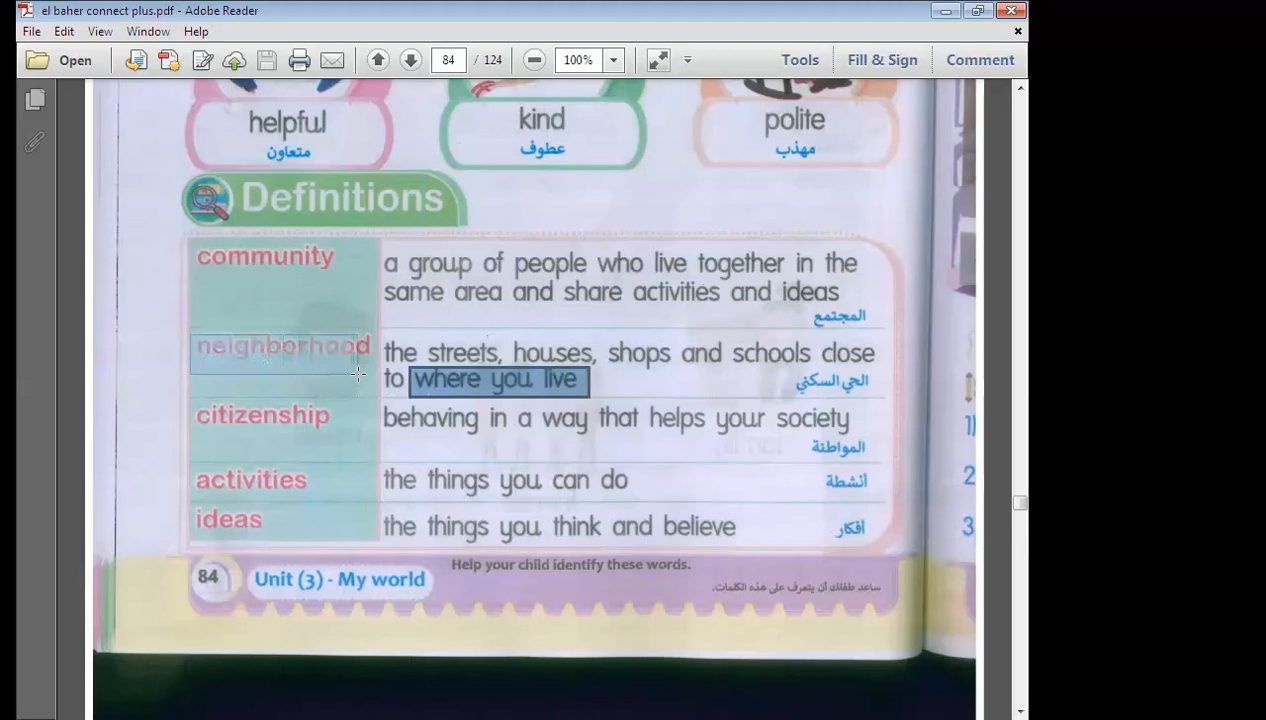 el baher connect plus.pdf - Adobe Reader
File Edit View Window Help
Open 84 / 124 100% Tools Fill & Sign Comment
helpful kind polite
متعاون عطوف مهذب
Definitions
community a group of people who live together in the
same area and share activities and ideas
المجتمع
neighborhood the streets, houses, shops and schools close
to where you live الحي السكني
citizenship behaving in a way that helps your society
المواطنة
activities the things you can do أنشطة
ideas the things you think and believe أفكار
Help your child identify these words.
84 Unit (3) - My world
ساعد طفلك أن يتعرف على هذه الكلمات.
1)
2
3